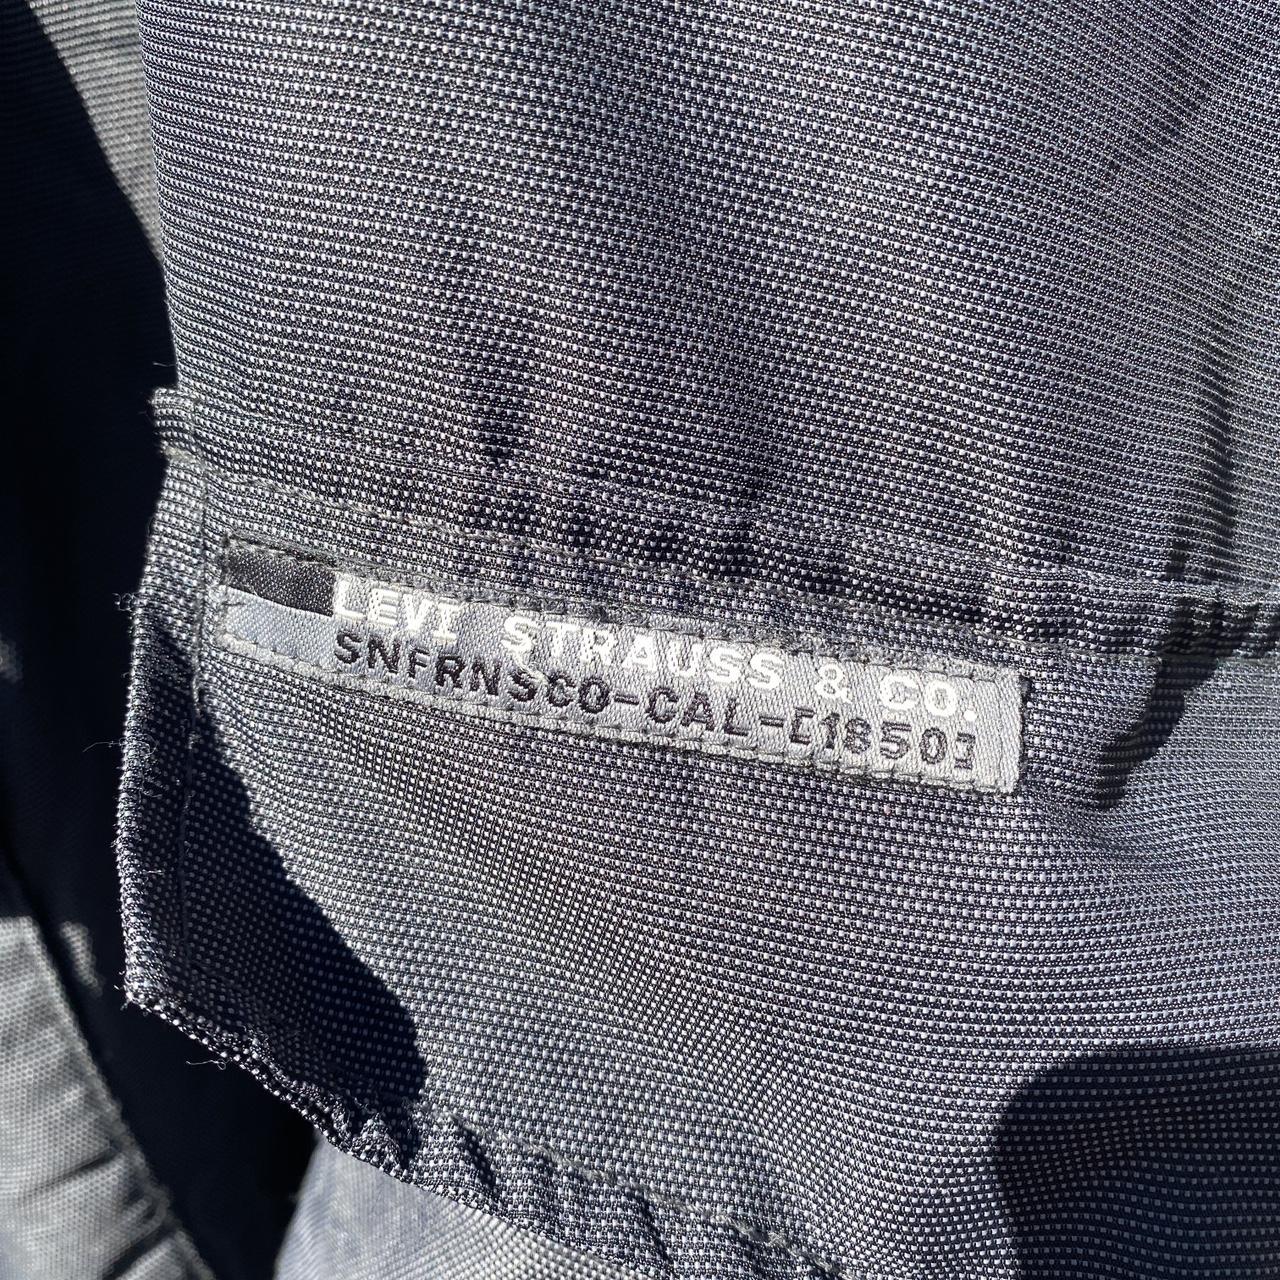 LEVI STRAUSS & CO.
SNFRNSCO-CAL-[1850]